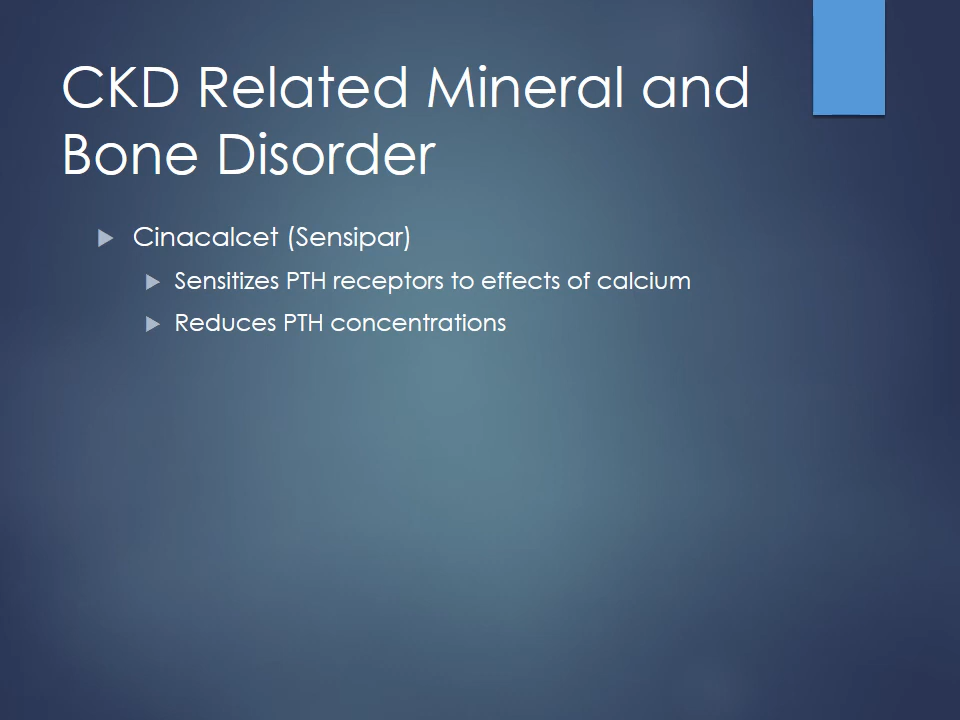 CKD Related Mineral and
Bone Disorder
Cinacalcet (Sensipar)
Sensitizes PTH receptors to effects of calcium
Reduces PTH concentrations